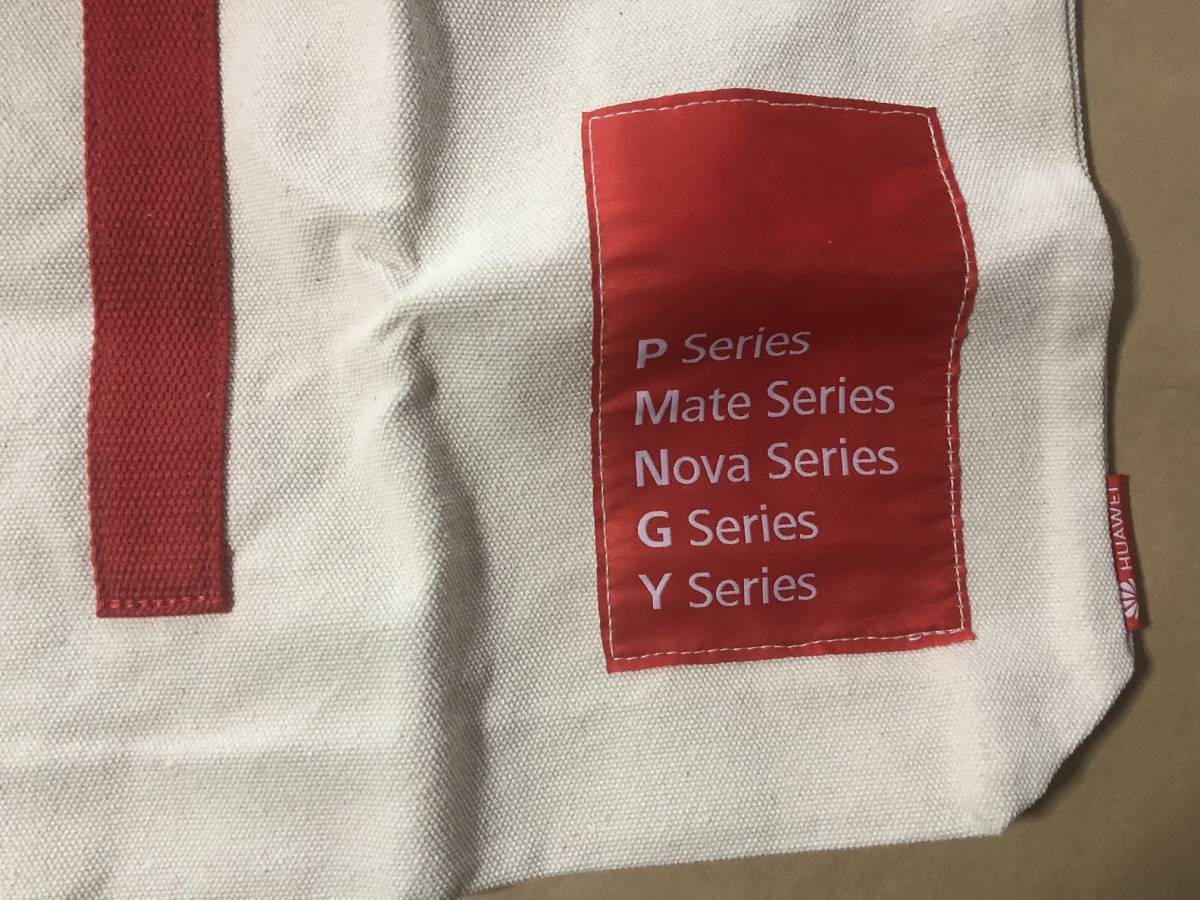 P Series
Mate Series
Nova Series
G Series
Y Series
HUAWEI